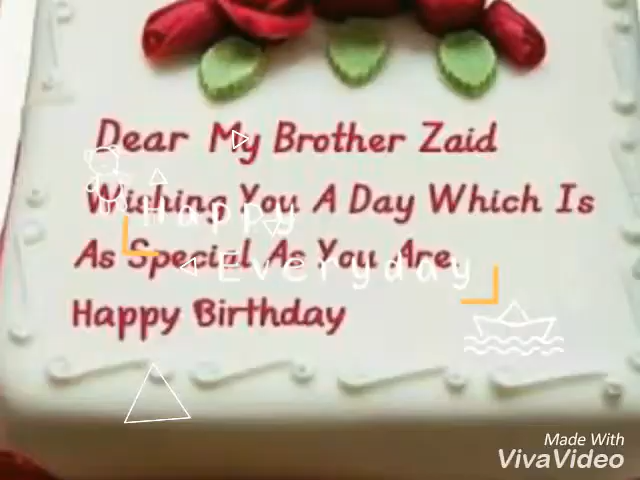 Dear My Brother Zaid
Wishing You A Day Which Is
Happy
As Special As You Are
Everyday
Happy Birthday
Made With
VivaVideo